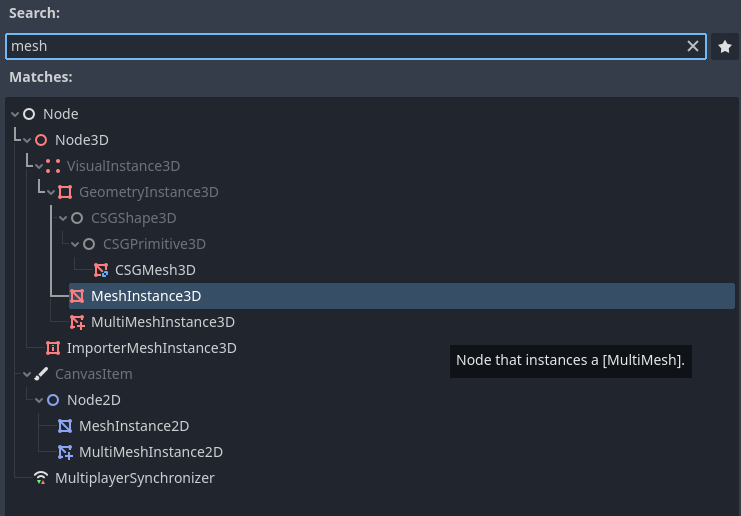 Search:
mesh
Matches:
Node
Node3D
VisualInstance3D
GeometryInstance3D
CSGShape3D
CSGPrimitive3D
CSGMesh3D
MeshInstance3D
MultiMeshInstance3D
ImporterMeshInstance3D
Node that instances a [MultiMesh].
CanvasItem
Node2D
MeshInstance2D
MultiMeshInstance2D
MultiplayerSynchronizer